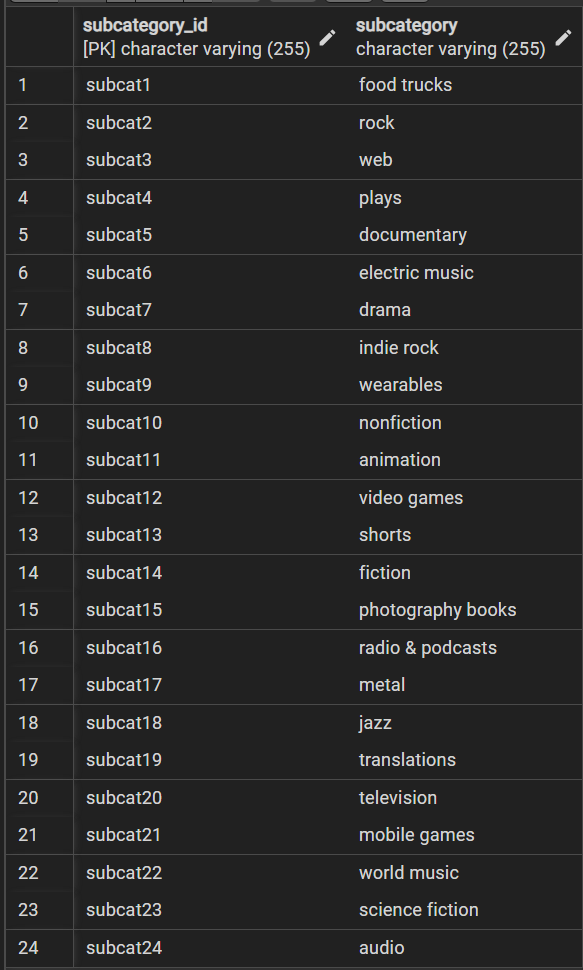 subcategory_id subcategory
[PK] character varying (255) character varying (255)
1 subcat1 food trucks
2 subcat2 rock
3 subcat3 web
4 subcat4 plays
5 subcat5 documentary
6 subcat6 electric music
7 subcat7 drama
8 subcat8 indie rock
9 subcat9 wearables
10 subcat10 nonfiction
11 subcat11 animation
12 subcat12 video games
13 subcat13 shorts
14 subcat14 fiction
15 subcat15 photography books
16 subcat16 radio & podcasts
17 subcat17 metal
18 subcat18 jazz
19 subcat19 translations
20 subcat20 television
21 subcat21 mobile games
22 subcat22 world music
23 subcat23 science fiction
24 subcat24 audio